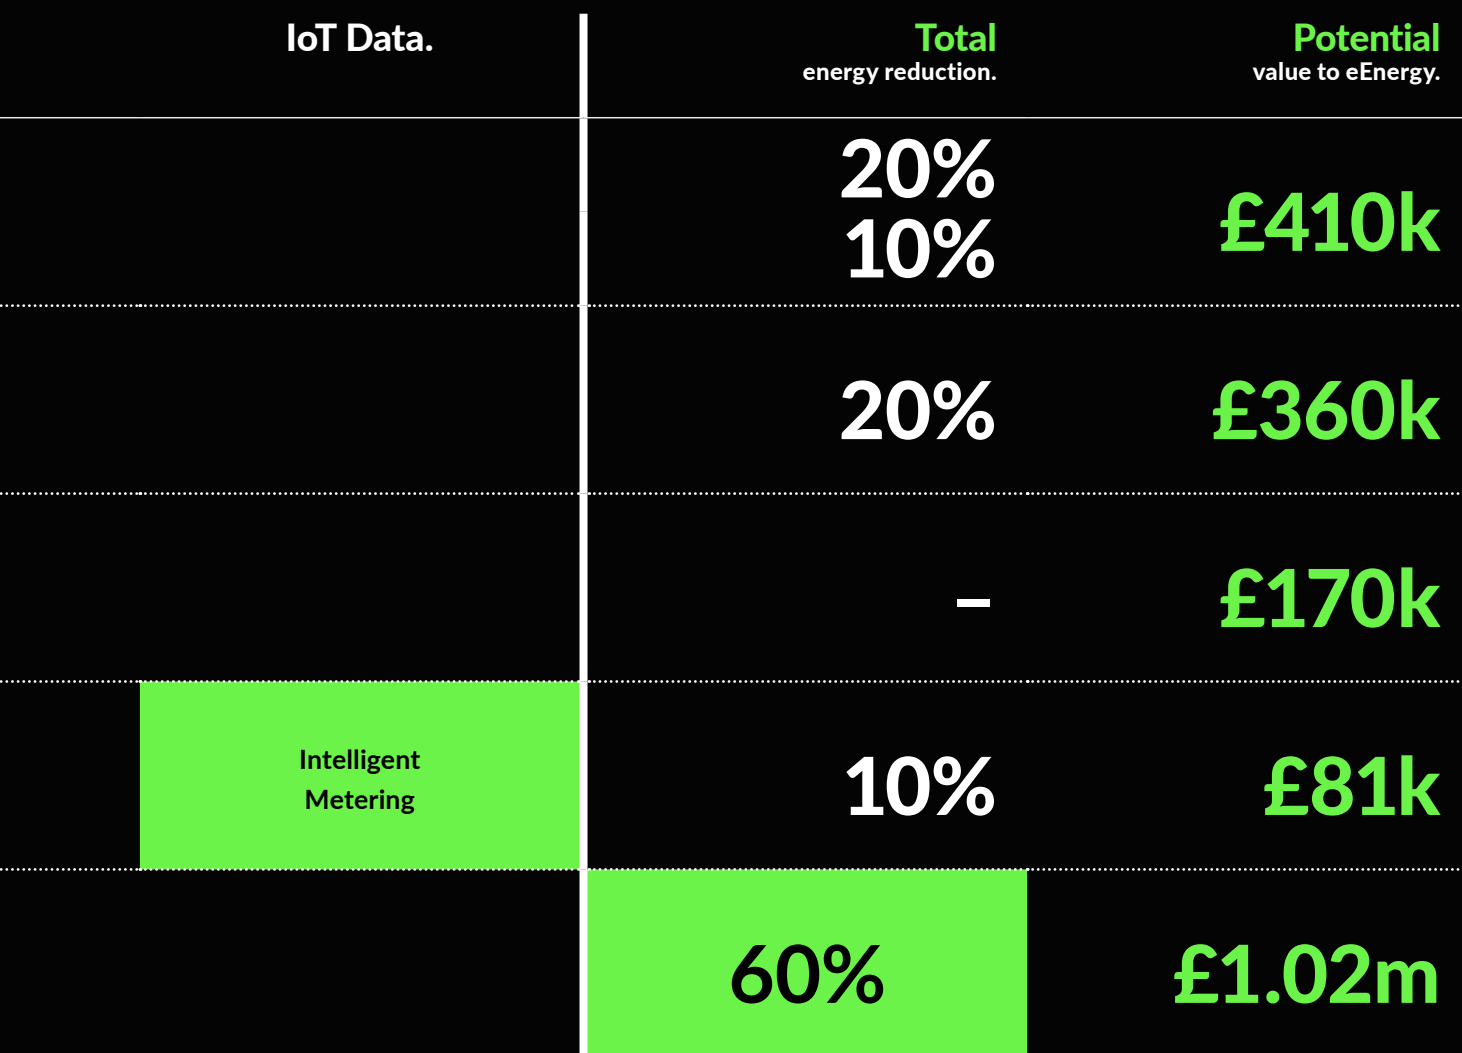 IoT Data.
Total
energy reduction.
Potential
value to eEnergy.
20%
10%
£410k
20%
£360k
–
£170k
Intelligent
Metering
10%
£81k
60%
£1.02m